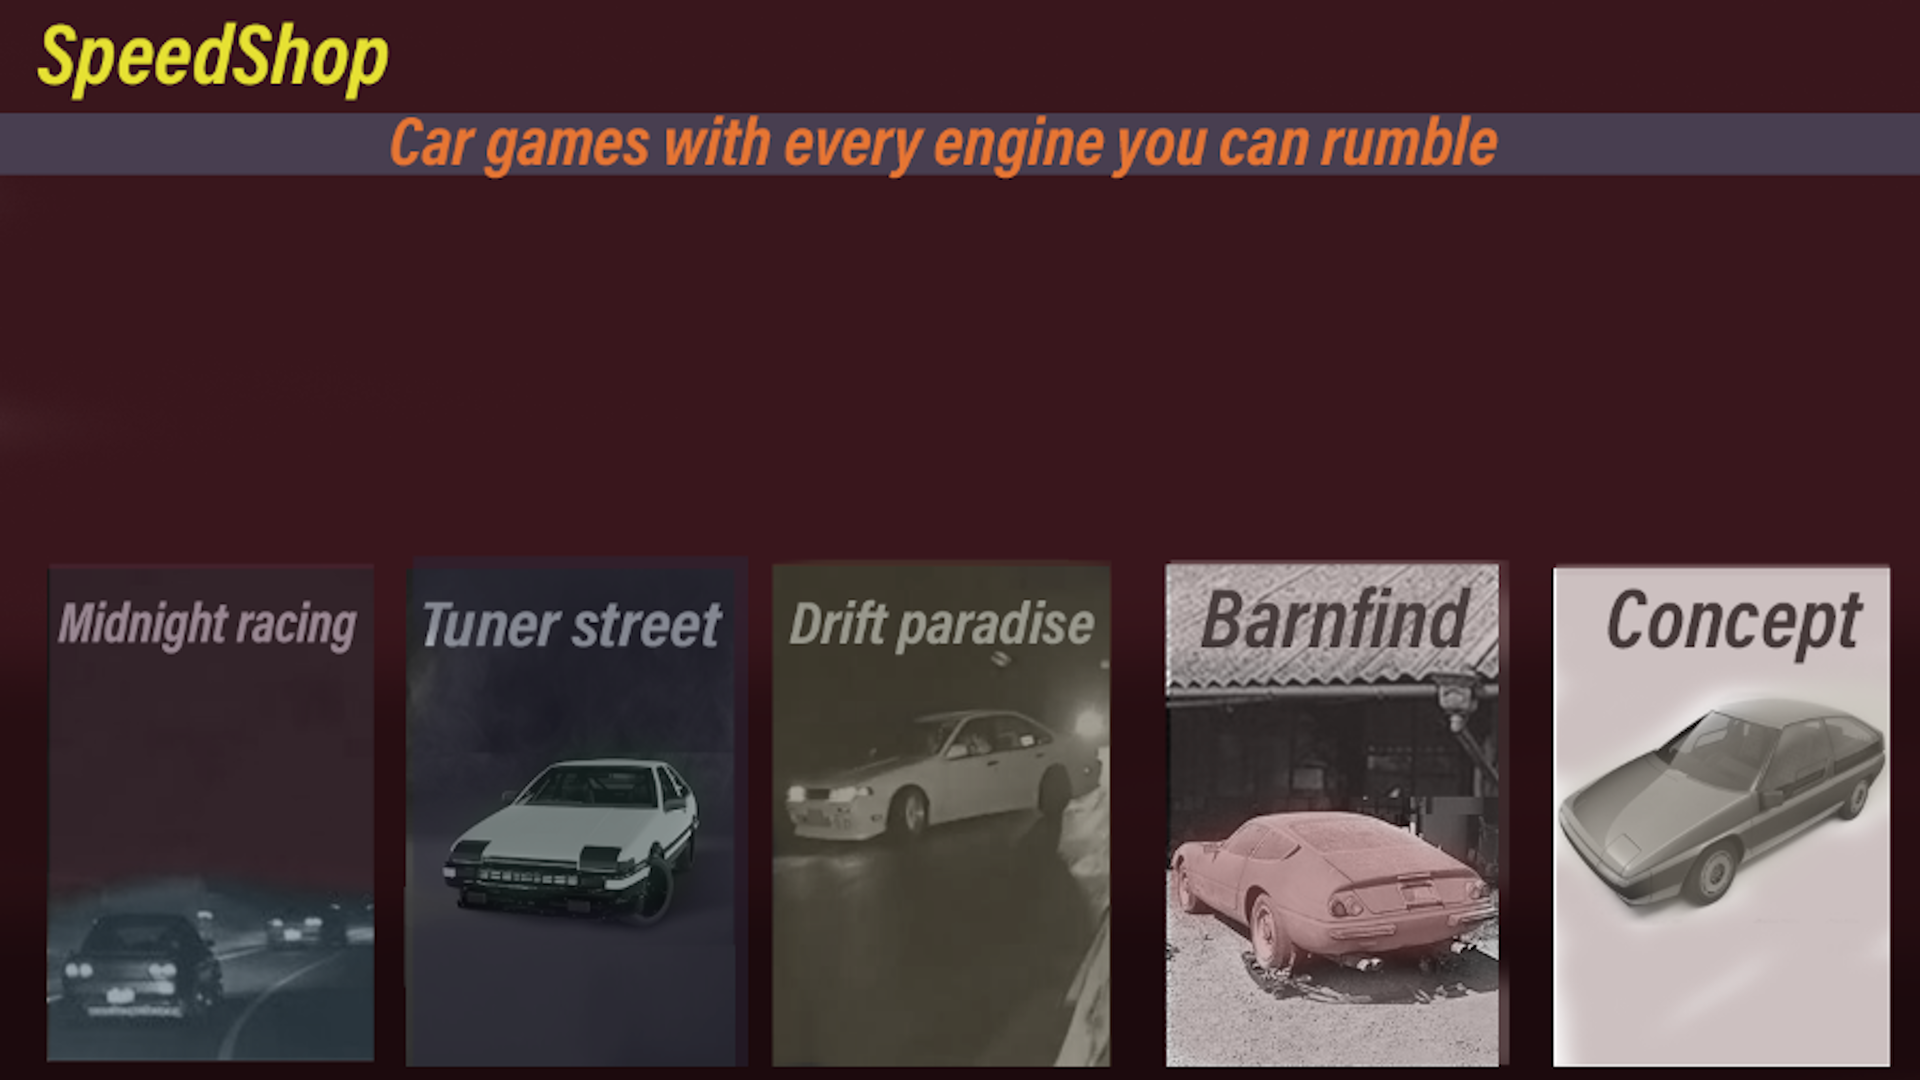 SpeedShop
Car games with every engine you can rumble
Midnight racing
Tuner street
Drift paradise
Barnfind
Concept